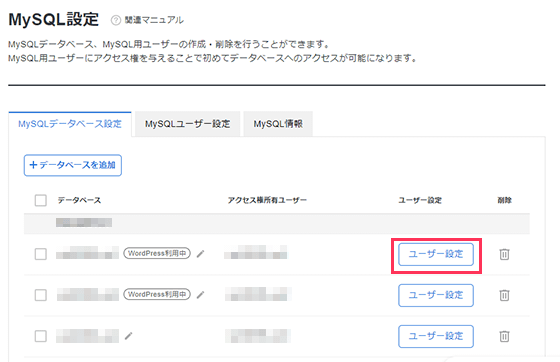 MySQL設定 ? 関連マニュアル
MySQLデータベース、MySQL用ユーザーの作成・削除を行うことができます。
MySQL用ユーザーにアクセス権を与えることで初めてデータベースへのアクセスが可能になります。
MySQLデータベース設定 MySQLユーザー設定 MySQL情報
+データベースを追加
データベース アクセス権所有ユーザー ユーザー設定 削除
WordPress利用中 ユーザー設定
WordPress利用中 ユーザー設定
ユーザー設定